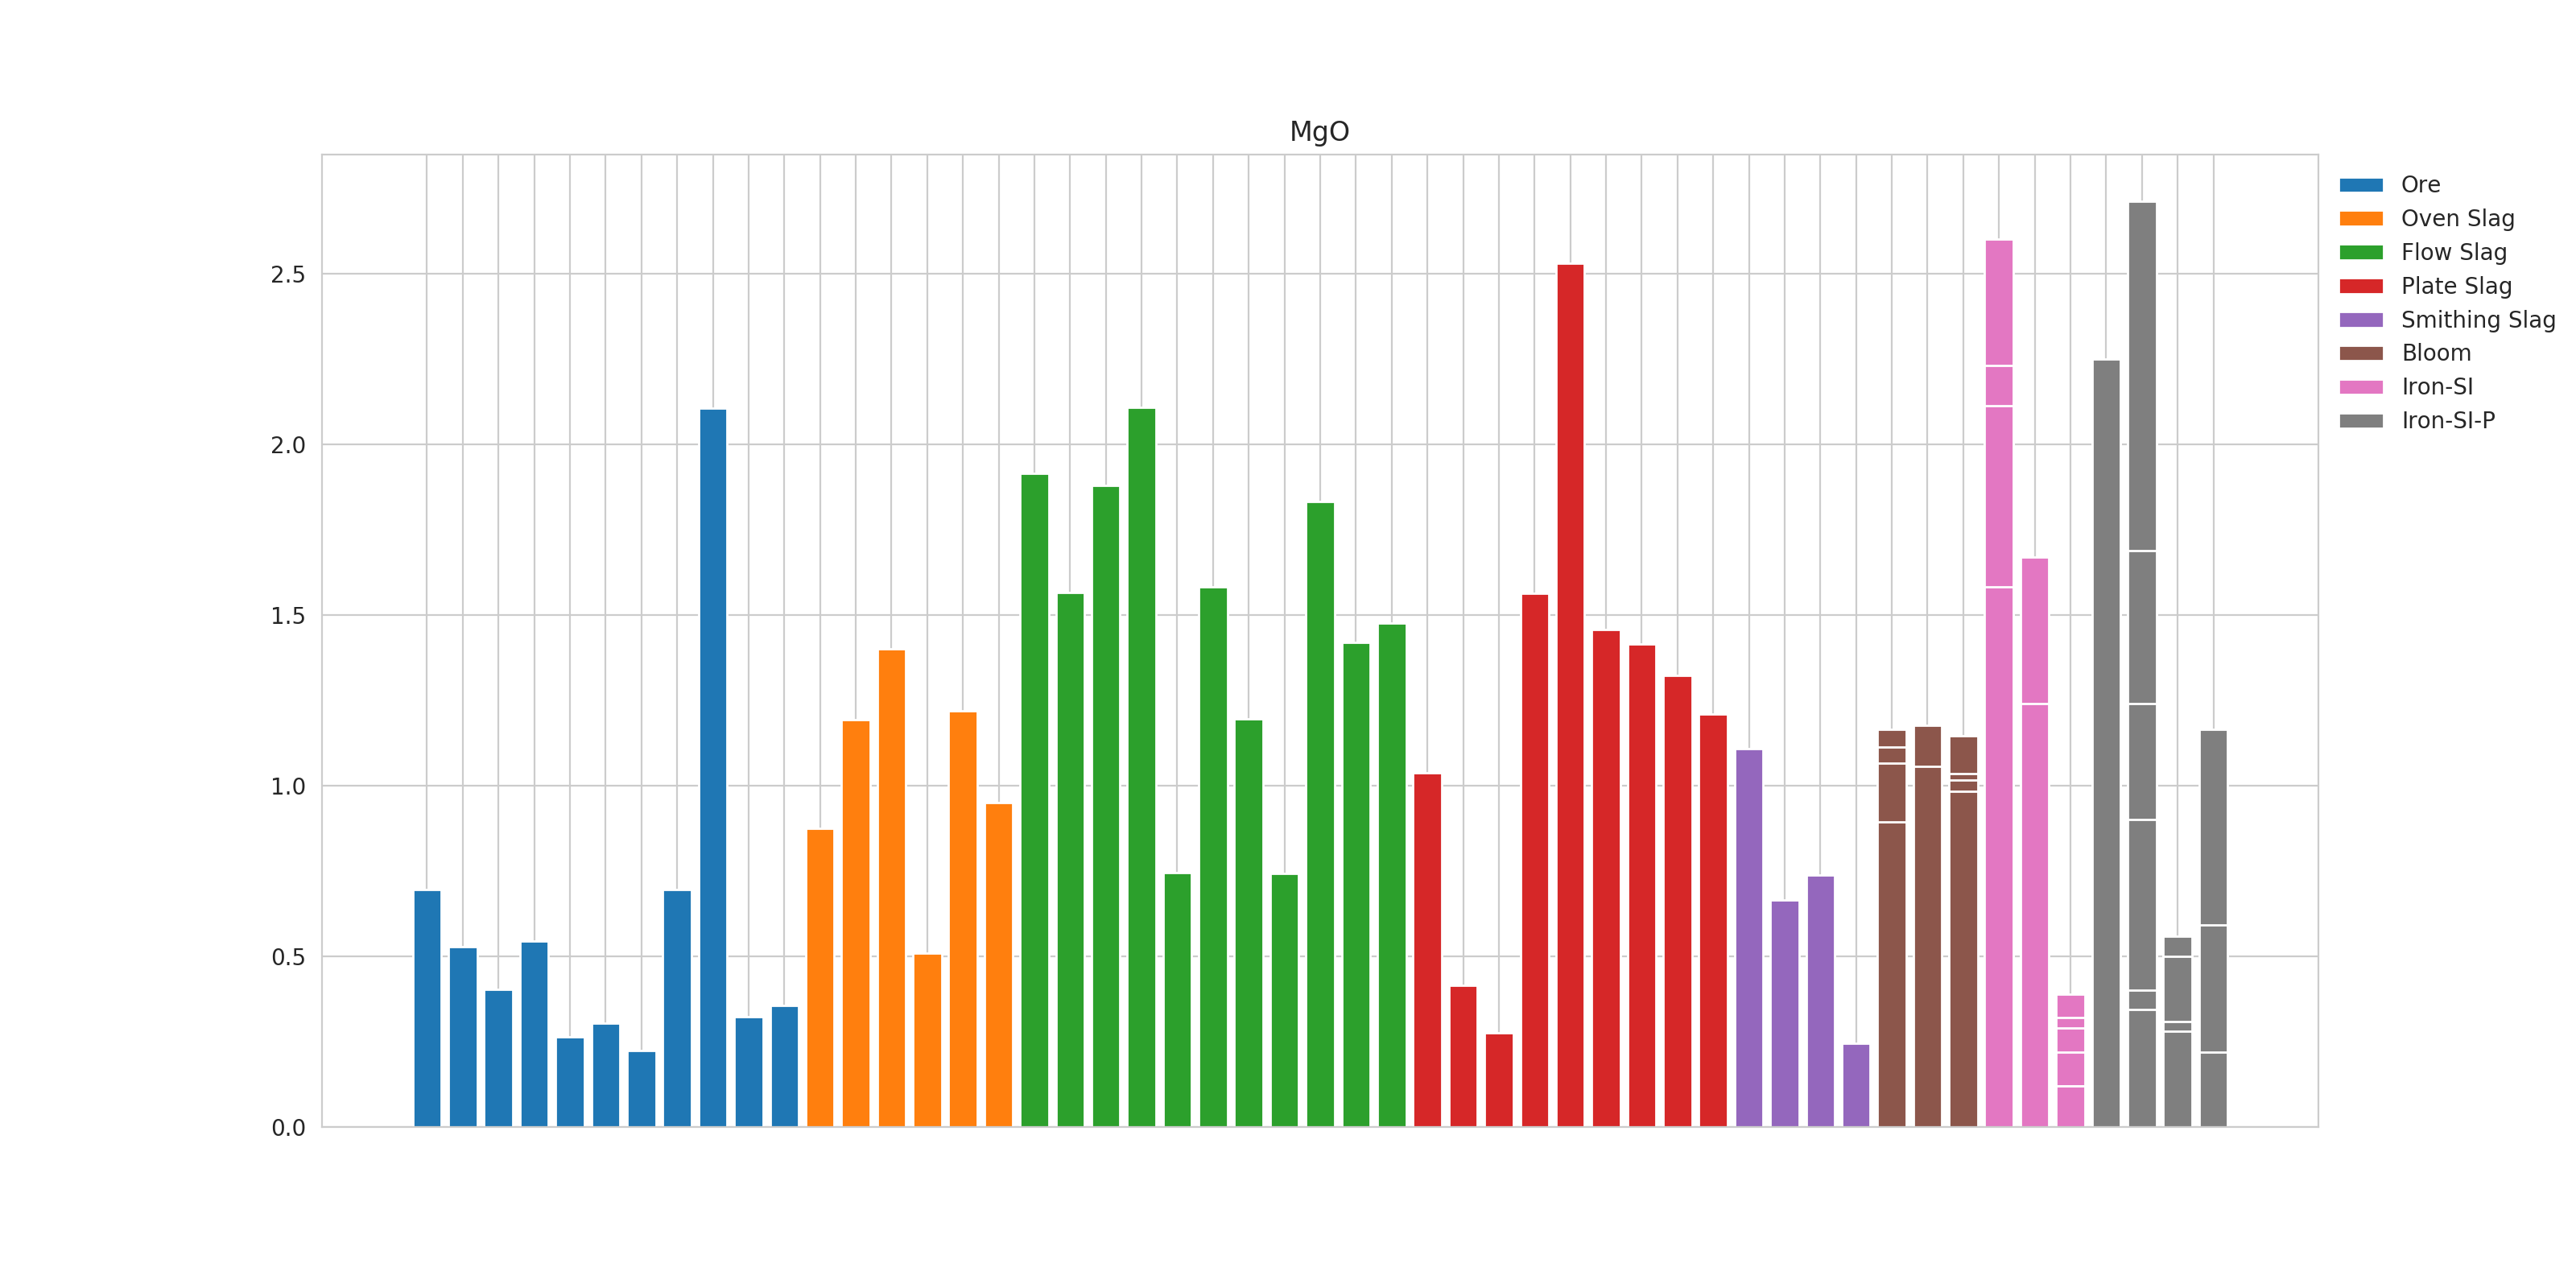 MgO
2.5
2.0
1.5
1.0
0.5
0.0
Ore
Oven Slag
Flow Slag
Plate Slag
Smithing Slag
Bloom
Iron-SI
Iron-SI-P